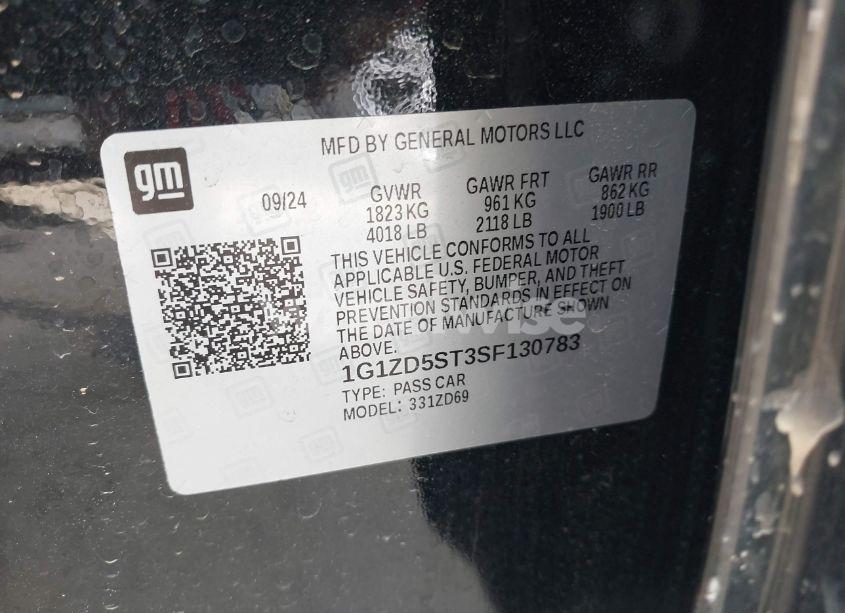 MFD BY GENERAL MOTORS LLC
gm
09/24
GVWR
1823 KG
4018 LB
GAWR FRT
961 KG
2118 LB
GAWR RR
862 KG
1900 LB
THIS VEHICLE CONFORMS TO ALL
APPLICABLE U.S. FEDERAL MOTOR
VEHICLE SAFETY, BUMPER, AND THEFT
PREVENTION STANDARDS IN EFFECT ON
THE DATE OF MANUFACTURE SHOWN
ABOVE.
1G1ZD5ST3SF130783
TYPE: PASS CAR
MODEL: 331ZD69